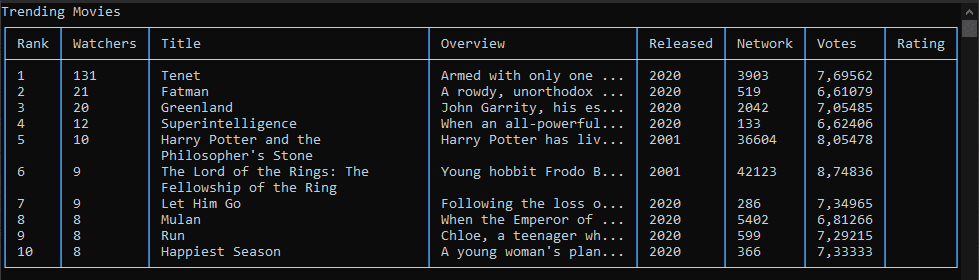 Trending Movies
Rank Watchers Title Overview Released Network Votes Rating
1 131 Tenet Armed with only one ... 2020 3903 7,69562
2 21 Fatman A rowdy, unorthodox ... 2020 519 6,61079
3 20 Greenland John Garrity, his es... 2020 2042 7,05485
4 12 Superintelligence When an all-powerful... 2020 133 6,62406
5 10 Harry Potter and the Harry Potter has liv... 2001 36604 8,05478
Philosopher's Stone
6 9 The Lord of the Rings: The Young hobbit Frodo B... 2001 42123 8,74836
Fellowship of the Ring
7 9 Let Him Go Following the loss o... 2020 286 7,34965
8 8 Mulan When the Emperor of ... 2020 5402 6,81266
9 8 Run Chloe, a teenager wh... 2020 599 7,29215
10 8 Happiest Season A young woman's plan... 2020 366 7,33333